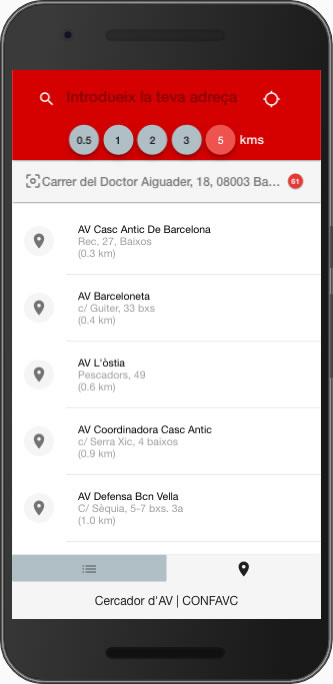 Introdueix la teva adreça
0.5 1 2 3 5 kms
Carrer del Doctor Aiguader, 18, 08003 Ba... 61
AV Casc Antic De Barcelona
Rec, 27, Baixos
(0.3 km)
AV Barceloneta
c/ Guiter, 33 bxs
(0.4 km)
AV L'òstia
Pescadors, 49
(0.6 km)
AV Coordinadora Casc Antic
c/ Serra Xic, 4 baixos
(0.9 km)
AV Defensa Bcn Vella
C/ Sèquia, 5-7 bxs. 3a
(1.0 km)
Cercador d'AV | CONFAVC